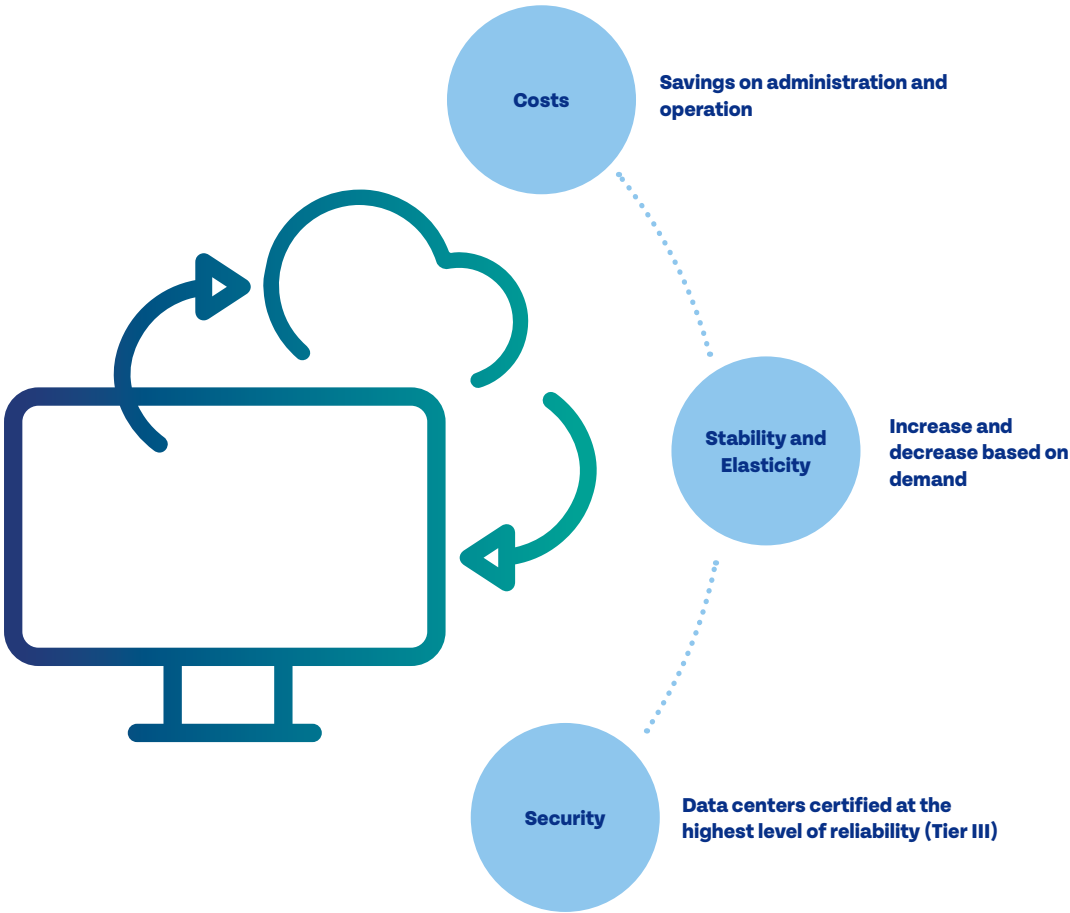 Costs
Savings on administration and
operation
Stability and
Elasticity
Increase and
decrease based on
demand
Security
Data centers certified at the
highest level of reliability (Tier III)